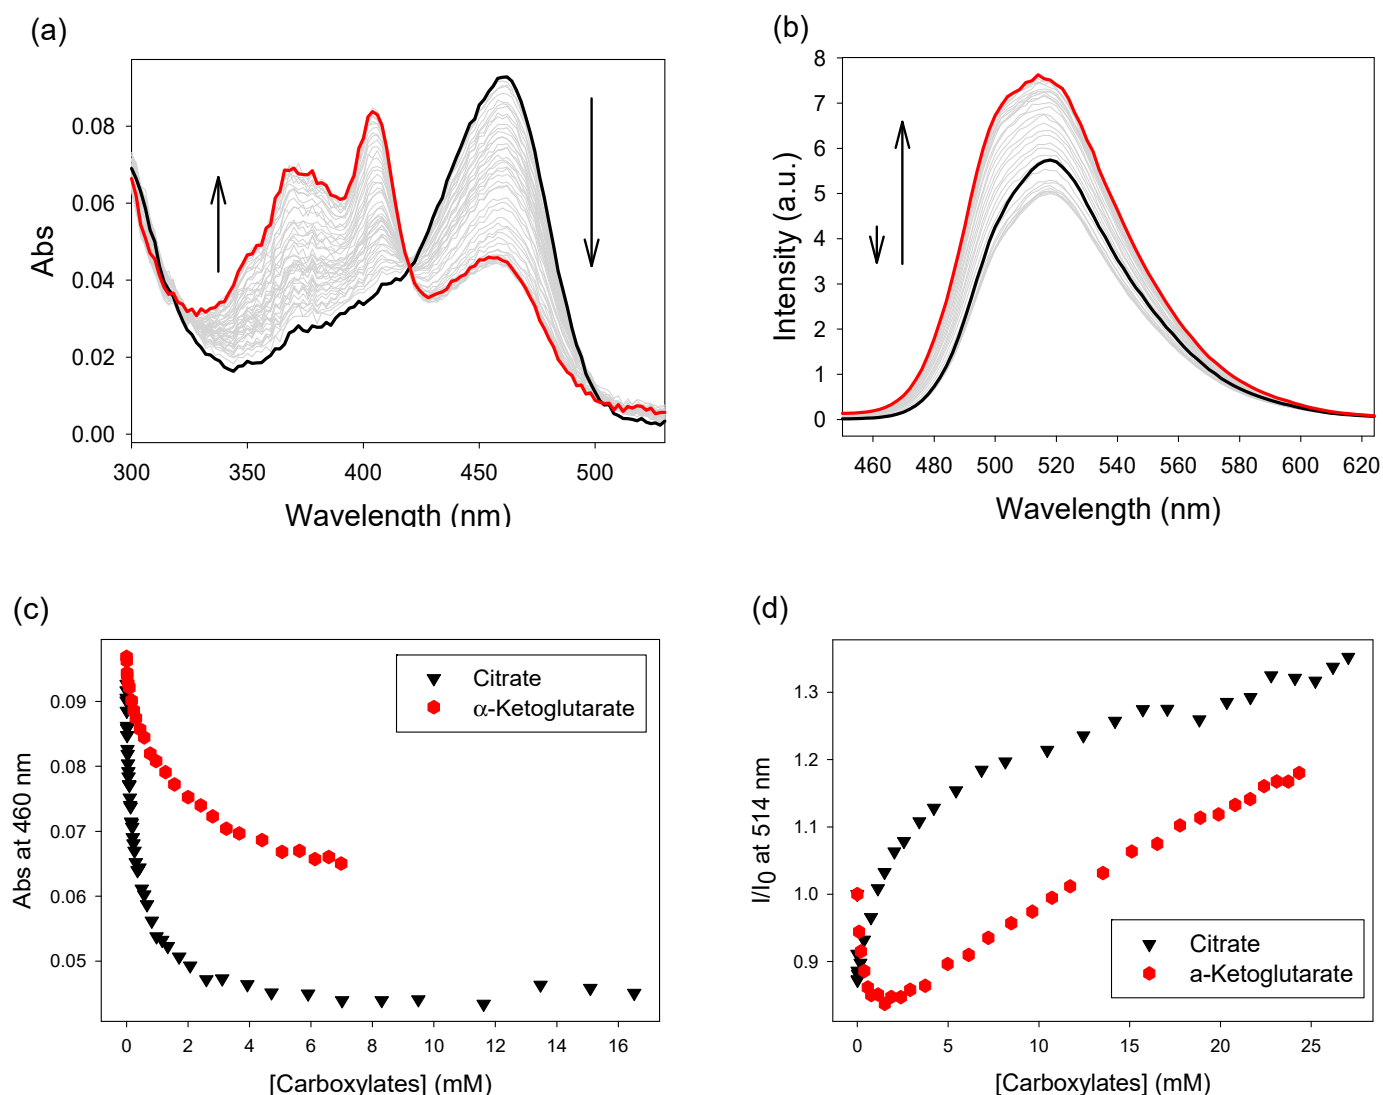 (a)
Abs
0.08
0.06
0.04
0.02
0.00
300 350 400 450 500
Wavelength (nm)
(b)
Intensity (a.u.)
8
7
6
5
4
3
2
1
0
460 480 500 520 540 560 580 600 620
Wavelength (nm)
(c)
Abs at 460 nm
0.09
0.08
0.07
0.06
0.05
Citrate
α-Ketoglutarate
0 2 4 6 8 10 12 14 16
[Carboxylates] (mM)
(d)
I/I0 at 514 nm
1.3
1.2
1.1
1.0
0.9
Citrate
a-Ketoglutarate
0 5 10 15 20 25
[Carboxylates] (mM)